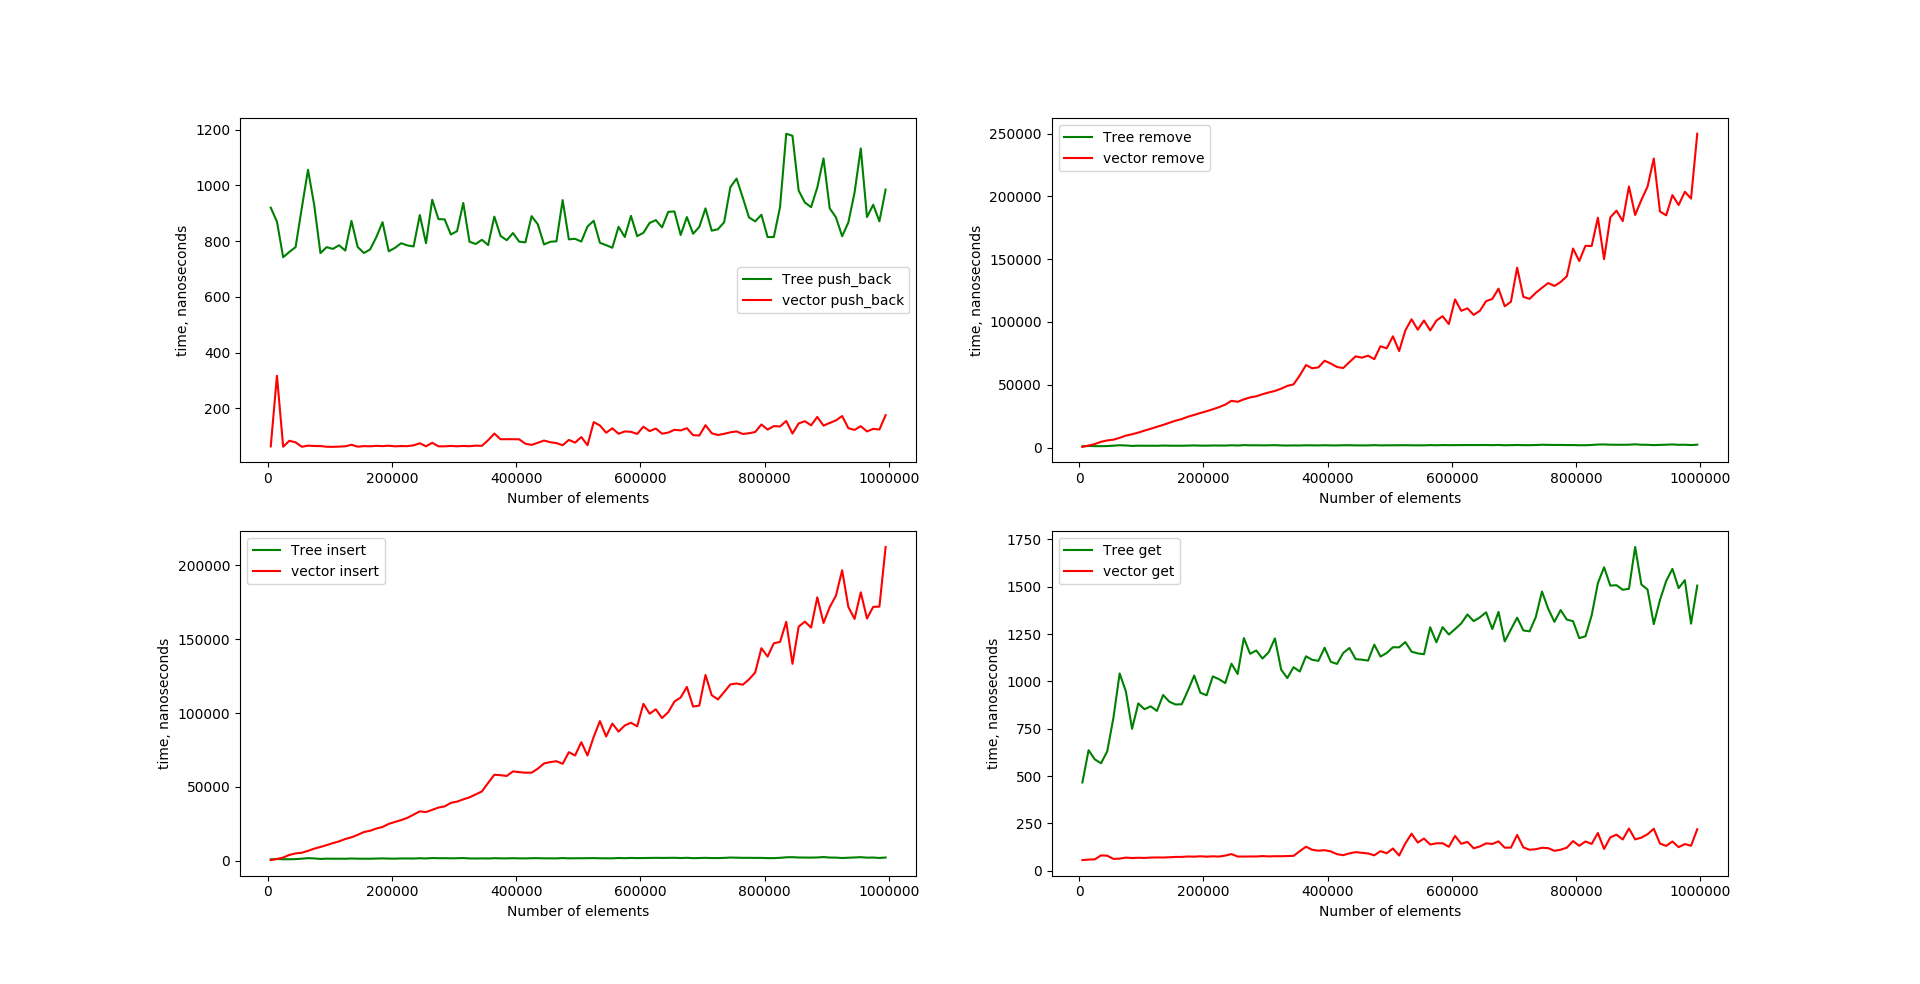 1200
1000
800
600
400
200
time, nanoseconds
Tree push_back
vector push_back
0 200000 400000 600000 800000 1000000
Number of elements
250000
200000
150000
100000
50000
0
time, nanoseconds
Tree remove
vector remove
0 200000 400000 600000 800000 1000000
Number of elements
200000
150000
100000
50000
0
time, nanoseconds
Tree insert
vector insert
0 200000 400000 600000 800000 1000000
Number of elements
1750
1500
1250
1000
750
500
250
0
time, nanoseconds
Tree get
vector get
0 200000 400000 600000 800000 1000000
Number of elements